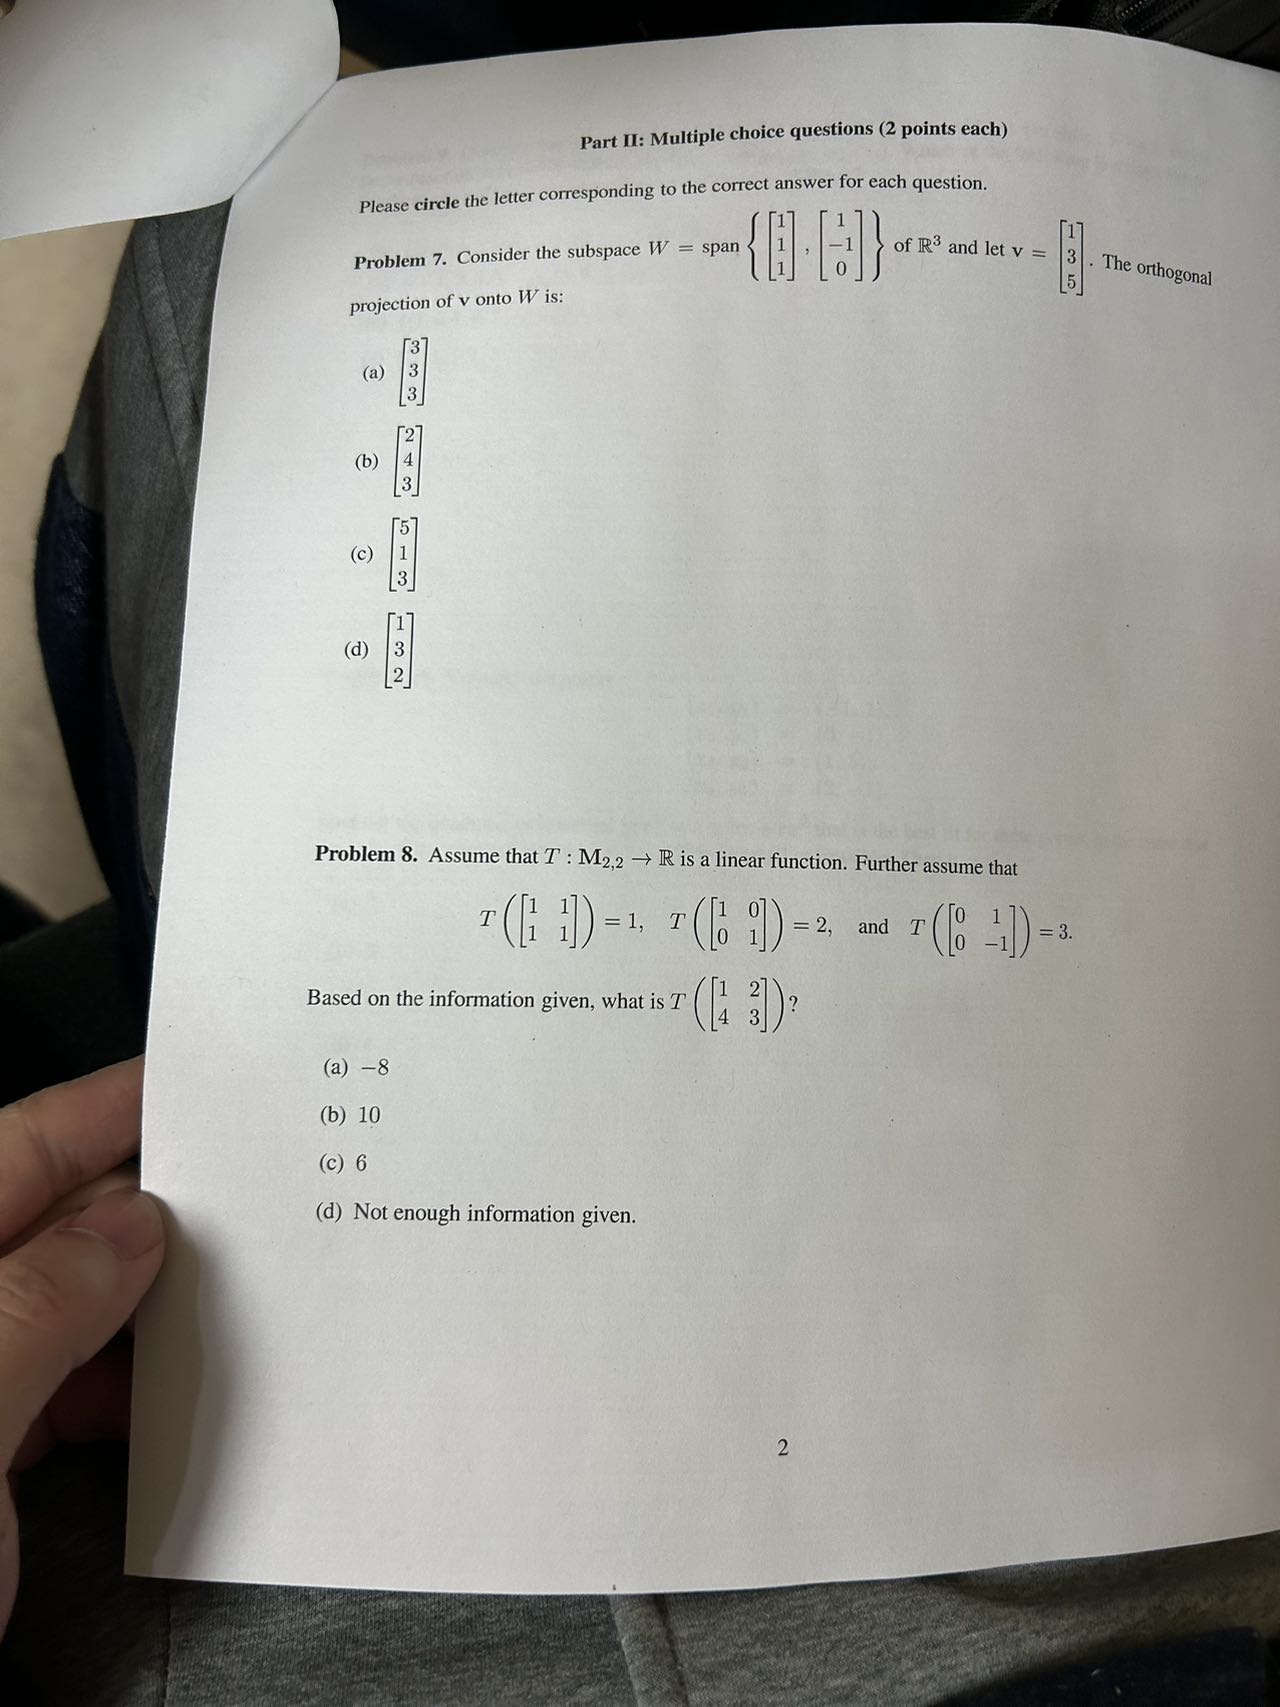 Part II: Multiple choice questions (2 points each)
Please circle the letter corresponding to the correct answer for each question.
Problem 7. Consider the subspace W = span { [1 1 1], [1 −1 0] } of ℝ³ and let v = [1 3 5]. The orthogonal
projection of v onto W is:
(a) [3 3 3]
(b) [2 4 3]
(c) [5 1 3]
(d) [1 3 2]
Problem 8. Assume that T : M₂,₂ → ℝ is a linear function. Further assume that
T ([1 1; 1 1]) = 1, T ([1 0; 0 1]) = 2, and T ([0 1; 0 −1]) = 3.
Based on the information given, what is T ([1 2; 4 3])?
(a) −8
(b) 10
(c) 6
(d) Not enough information given.
2